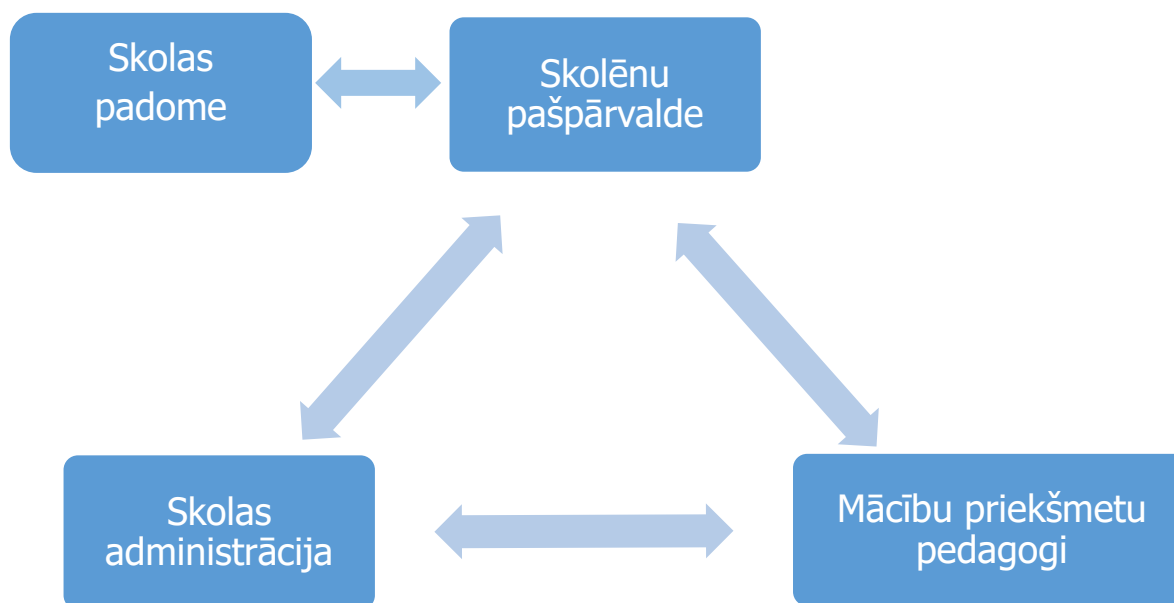 Skolas
padome
Skolēnu
pašpārvalde
Skolas
administrācija
Mācību priekšmetu
pedagogi